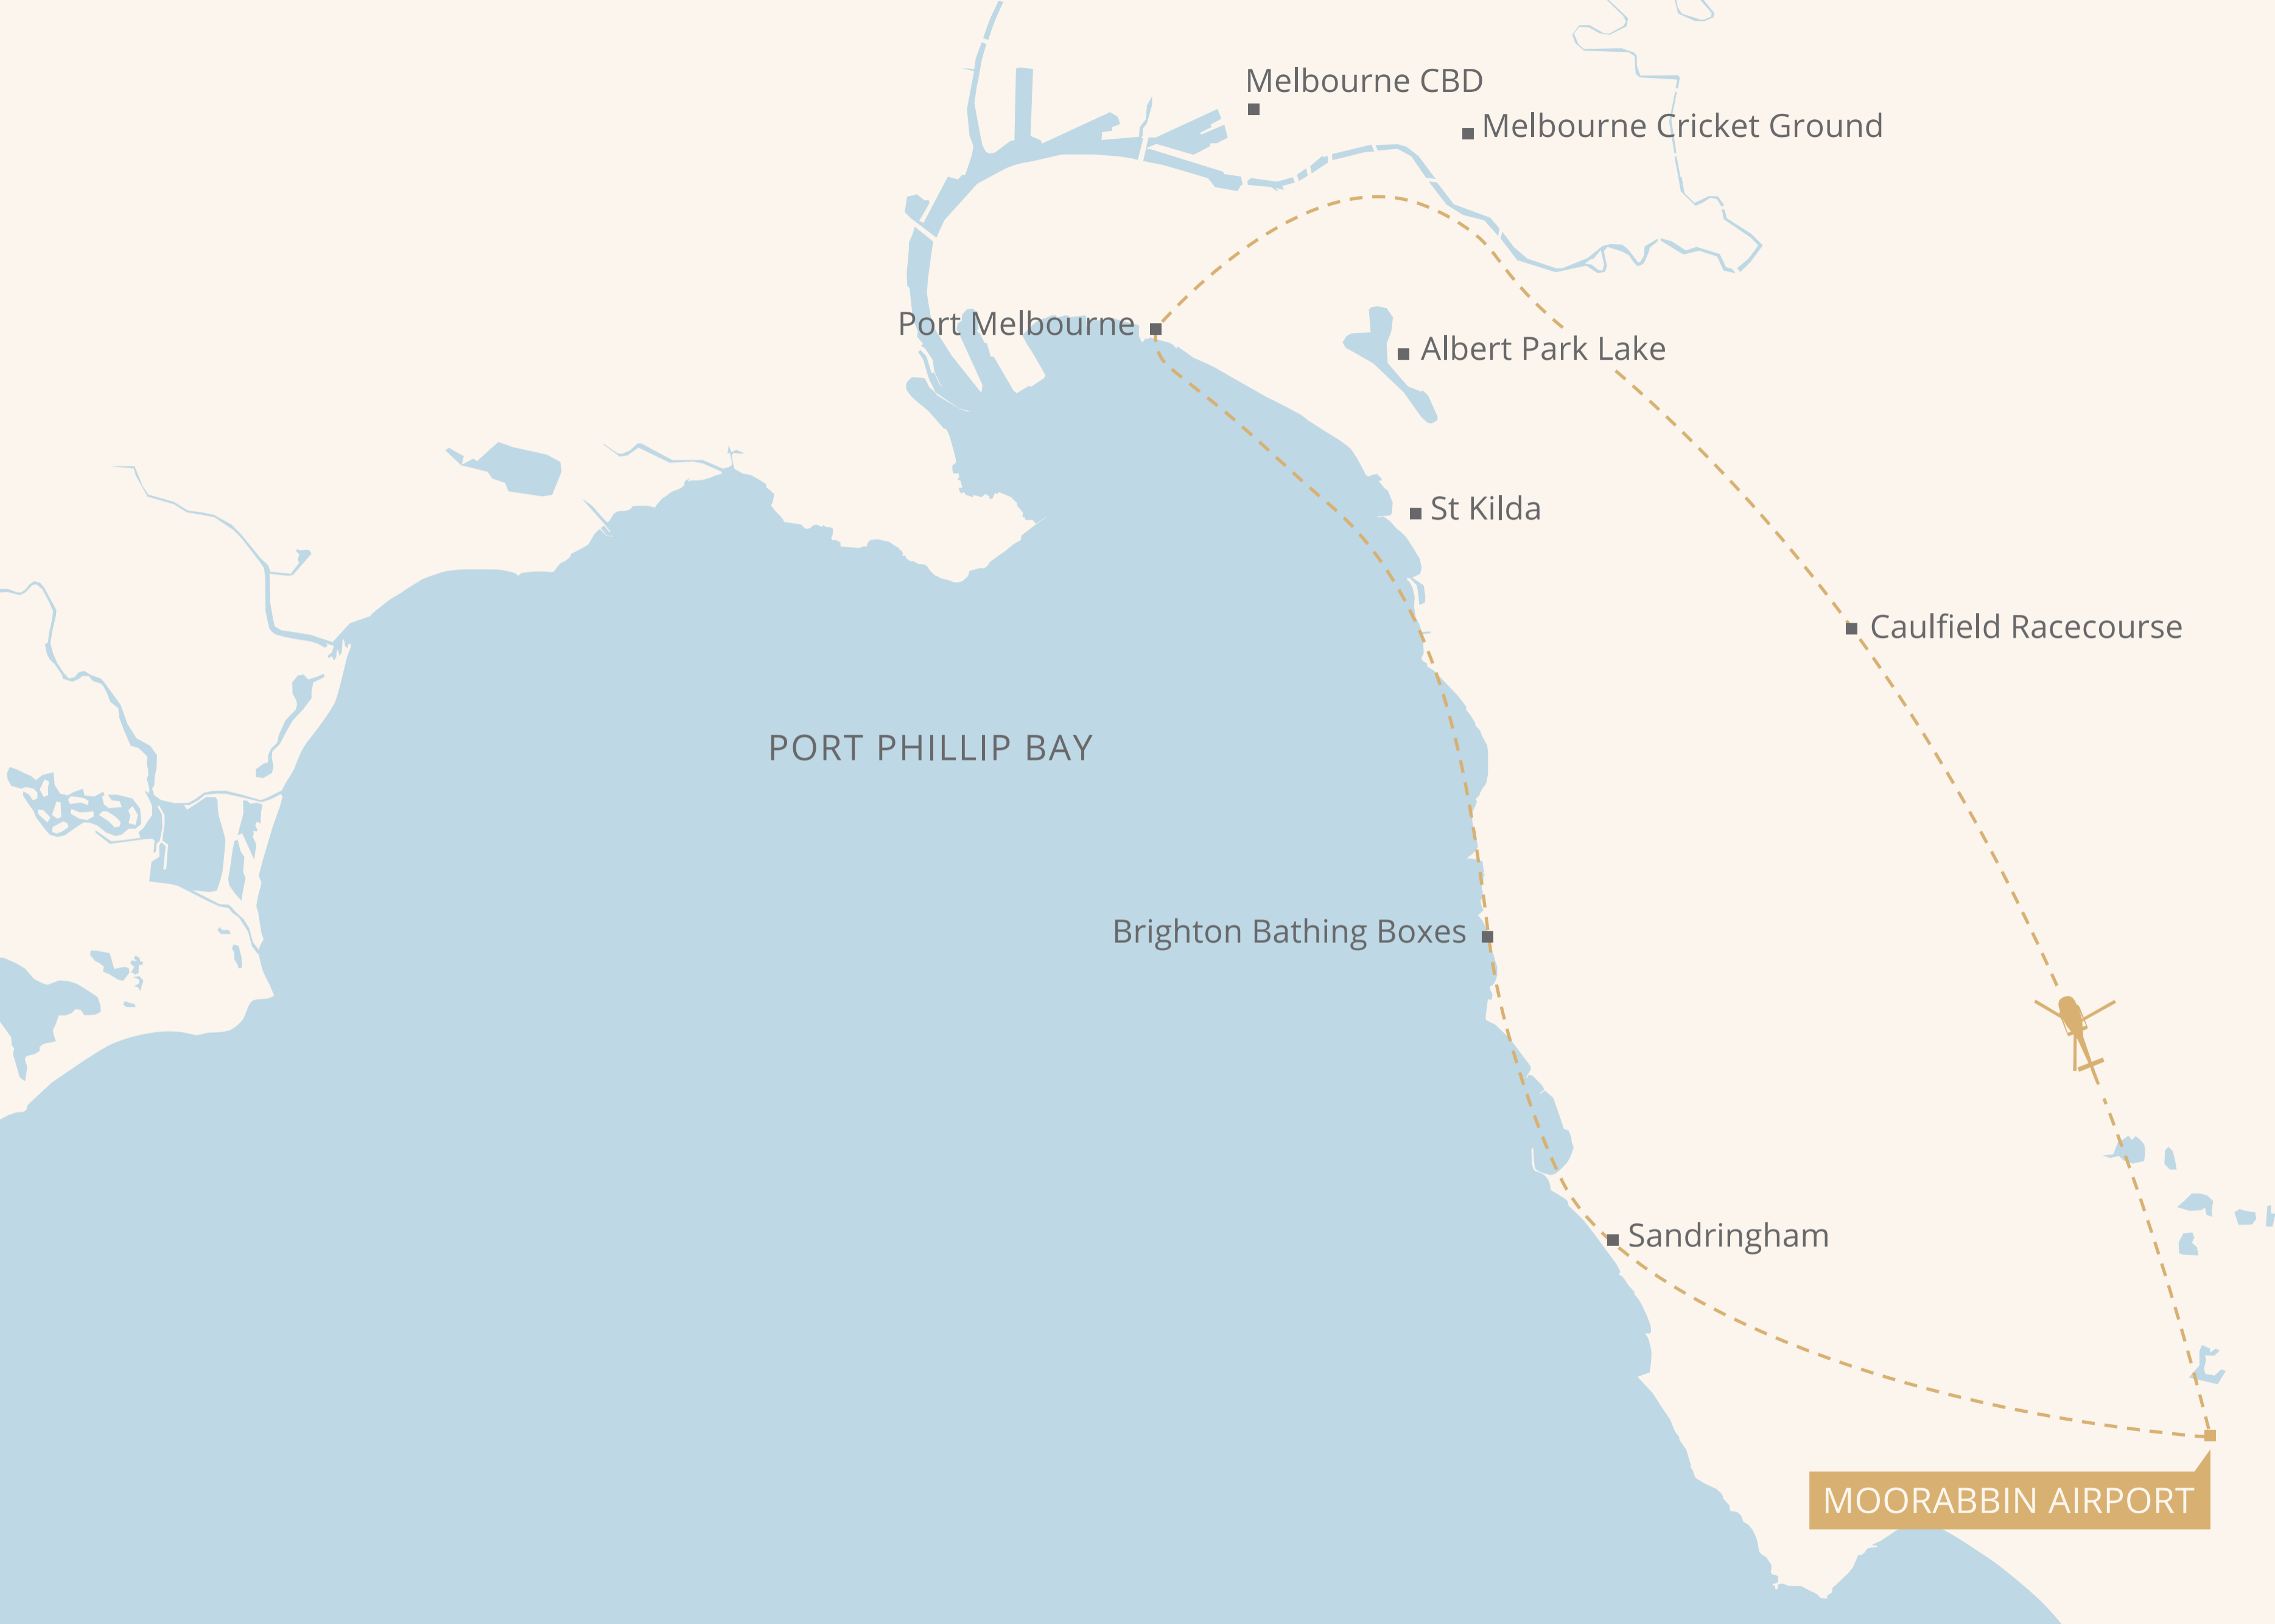 Melbourne CBD
Melbourne Cricket Ground
Port Melbourne
Albert Park Lake
St Kilda
Caulfield Racecourse
PORT PHILLIP BAY
Brighton Bathing Boxes
Sandringham
MOORABBIN AIRPORT